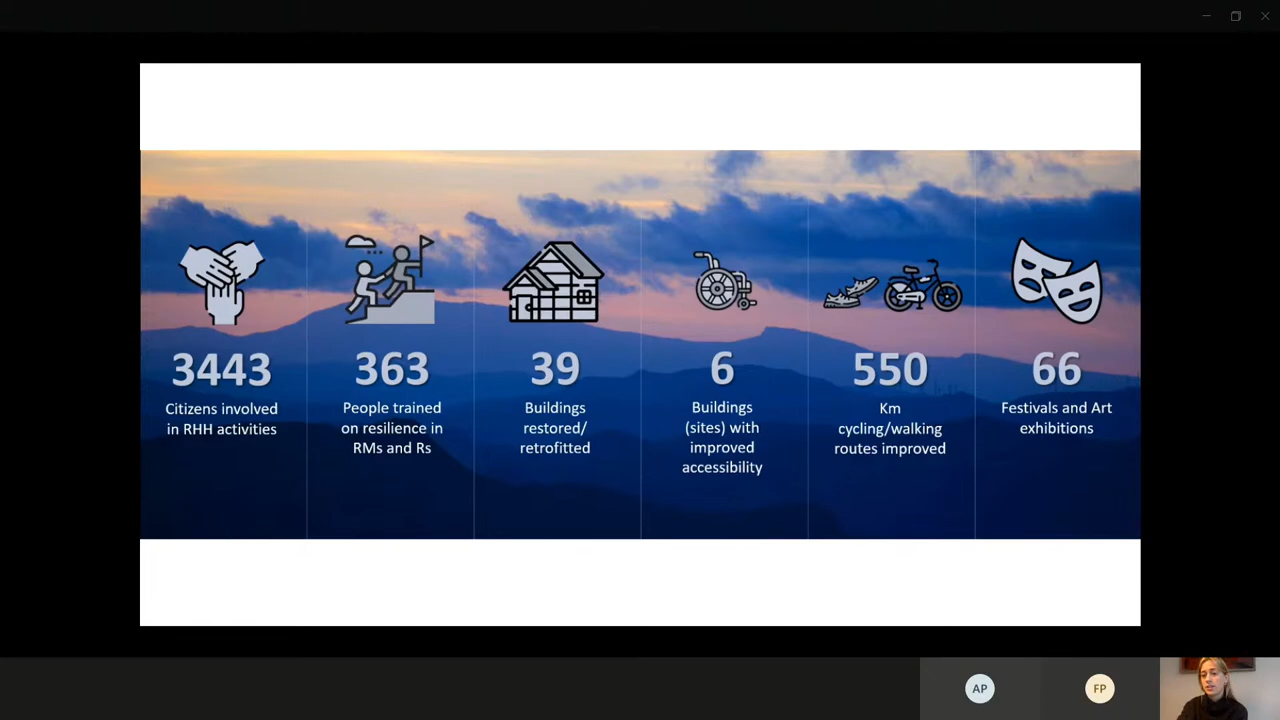 3443
Citizens involved
in RHH activities
363
People trained
on resilience in
RMs and Rs
39
Buildings
restored/
retrofitted
6
Buildings
(sites) with
improved
accessibility
550
Km
cycling/walking
routes improved
66
Festivals and Art
exhibitions
AP
FP